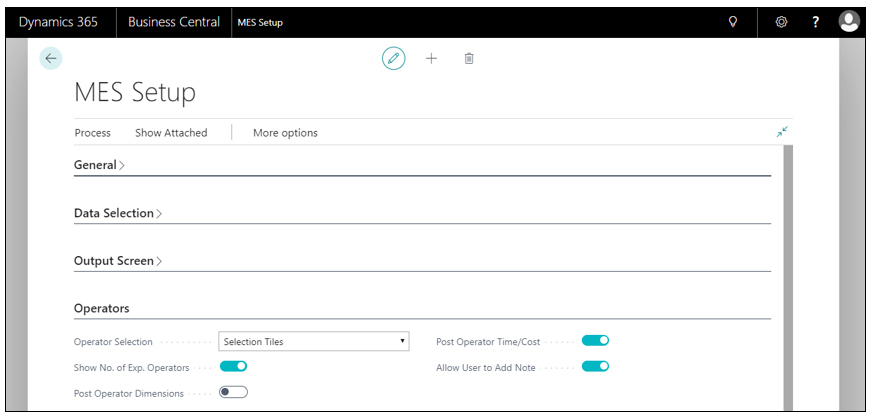 Dynamics 365 Business Central MES Setup ?
MES Setup
Process Show Attached More options
General
Data Selection
Output Screen
Operators
Operator Selection Selection Tiles Post Operator Time/Cost
Show No. of Exp. Operators Allow User to Add Note
Post Operator Dimensions